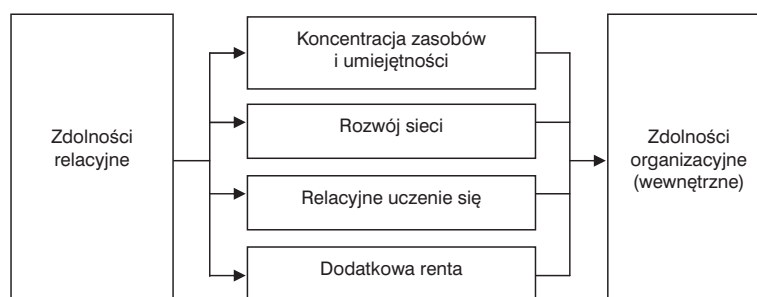 Zdolności
relacyjne
Koncentracja zasobów
i umiejętności
Rozwój sieci
Relacyjne uczenie się
Dodatkowa renta
Zdolności
organizacyjne
(wewnętrzne)